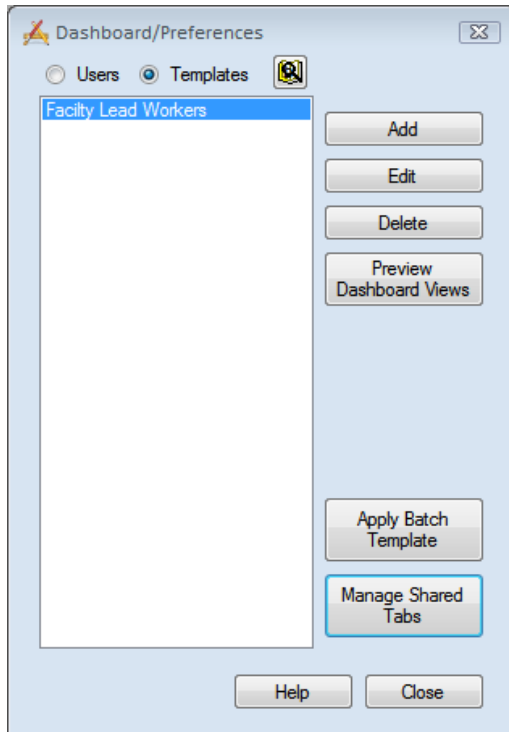 Dashboard/Preferences
Users Templates
Facilty Lead Workers
Add
Edit
Delete
Preview
Dashboard Views
Apply Batch
Template
Manage Shared
Tabs
Help Close